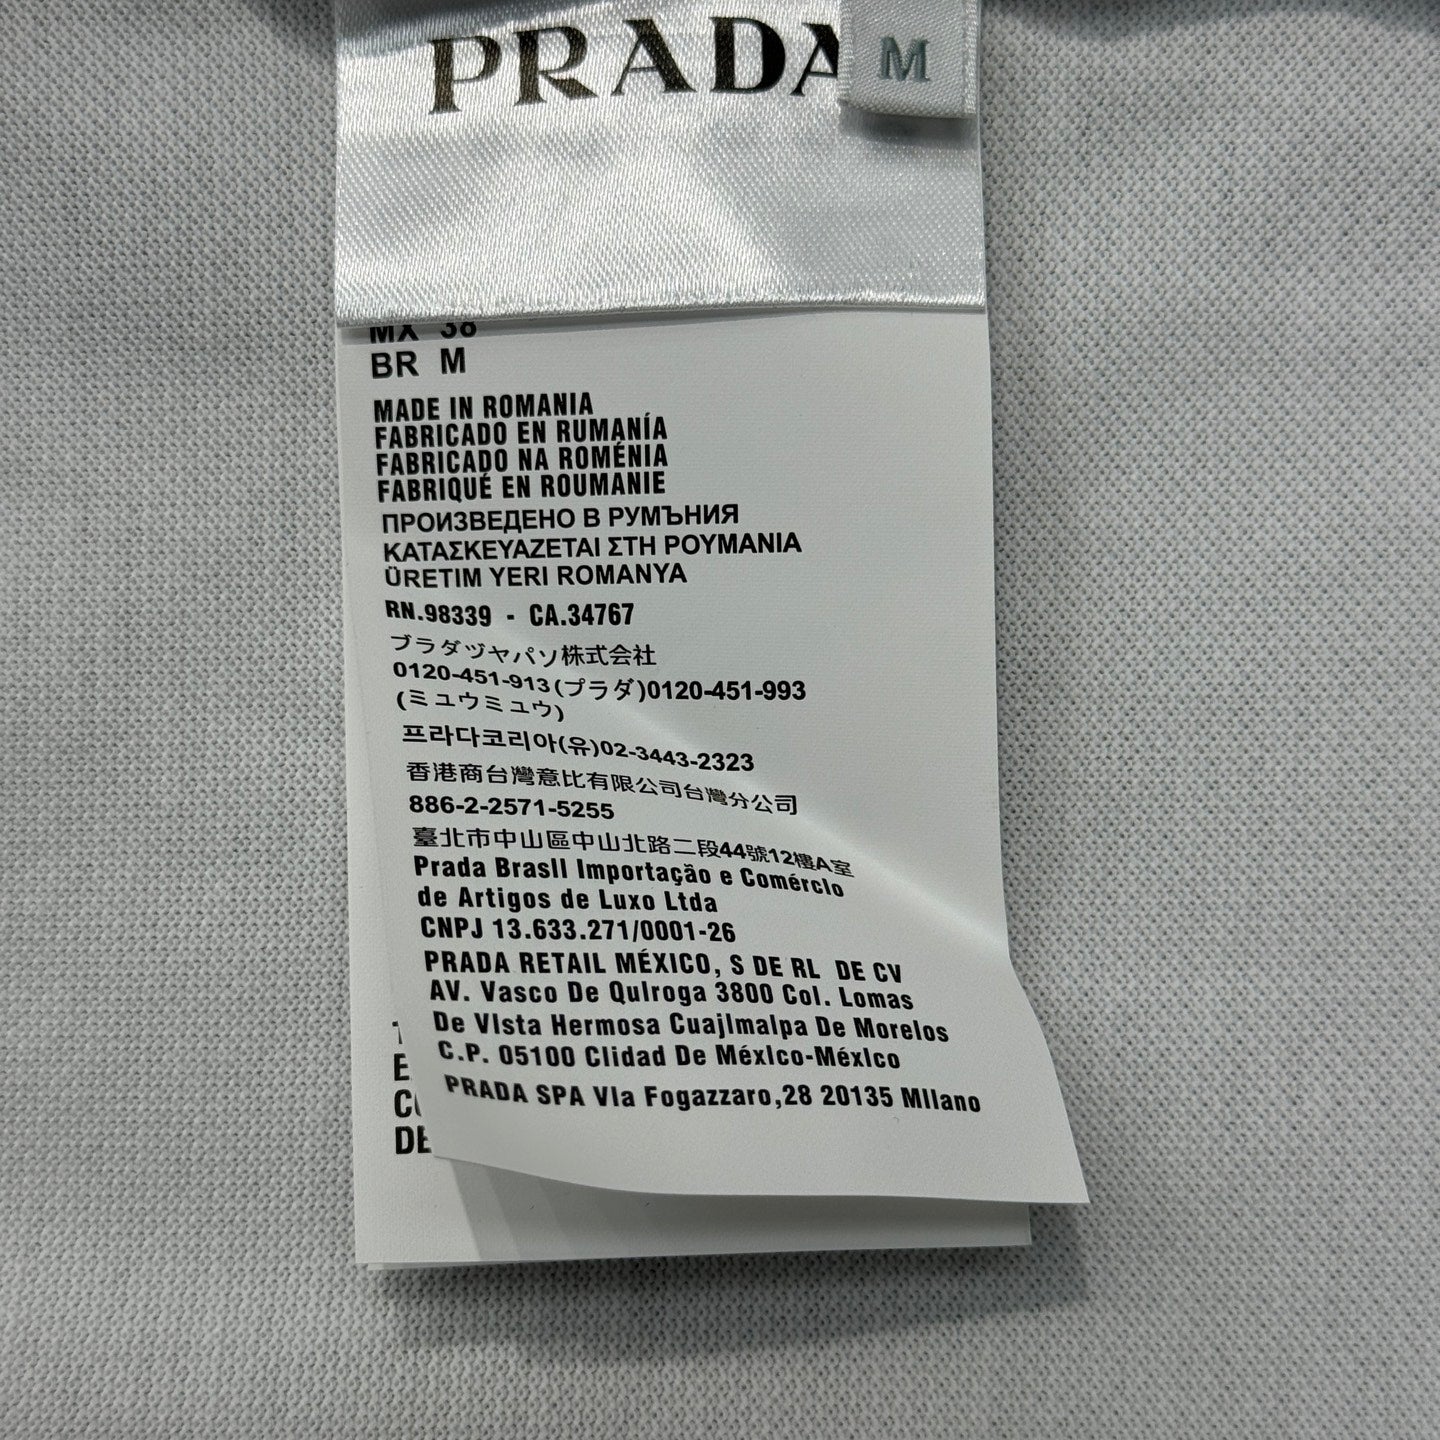 PRADA
M
MX 38
BR M
MADE IN ROMANIA
FABRICADO EN RUMANÍA
FABRICADO NA ROMÉNIA
FABRIQUÉ EN ROUMANIE
ПРОИЗВЕДЕНО В РУМЪНИЯ
ΚΑΤΑΣΚΕΥΑΖΕΤΑΙ ΣΤΗ ΡΟΥΜΑΝΙΑ
ÜRETIM YERI ROMANYA
RN.98339 - CA.34767
プラダヅヤパソ株式会社
0120-451-913(プラダ)0120-451-993
(ミュウミュウ)
프라다코리아(유)02-3443-2323
香港商台灣意比有限公司台灣分公司
886-2-2571-5255
臺北市中山區中山北路二段44號12樓A室
Prada BrasIl Importação e ComércIo
de Artigos de Luxo Ltda
CNPJ 13.633.271/0001-26
PRADA RETAIL MÉXICO, S DE RL DE CV
AV. Vasco De QuIroga 3800 Col. Lomas
De VIsta Hermosa CuajImalpa De Morelos
C.P. 05100 CIidad De MéxIco-MéxIco
PRADA SPA VIa Fogazzaro,28 20135 MIlano